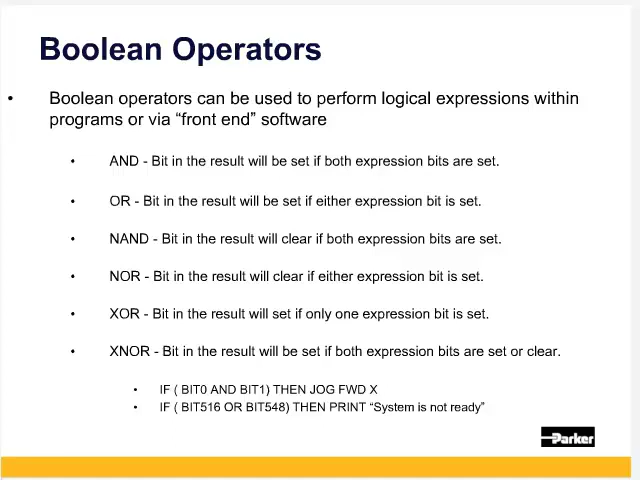 Boolean Operators
• Boolean operators can be used to perform logical expressions within
programs or via “front end” software
• AND - Bit in the result will be set if both expression bits are set.
• OR - Bit in the result will be set if either expression bit is set.
• NAND - Bit in the result will clear if both expression bits are set.
• NOR - Bit in the result will clear if either expression bit is set.
• XOR - Bit in the result will set if only one expression bit is set.
• XNOR - Bit in the result will be set if both expression bits are set or clear.
• IF ( BIT0 AND BIT1) THEN JOG FWD X
• IF ( BIT516 OR BIT548) THEN PRINT “System is not ready”
Parker